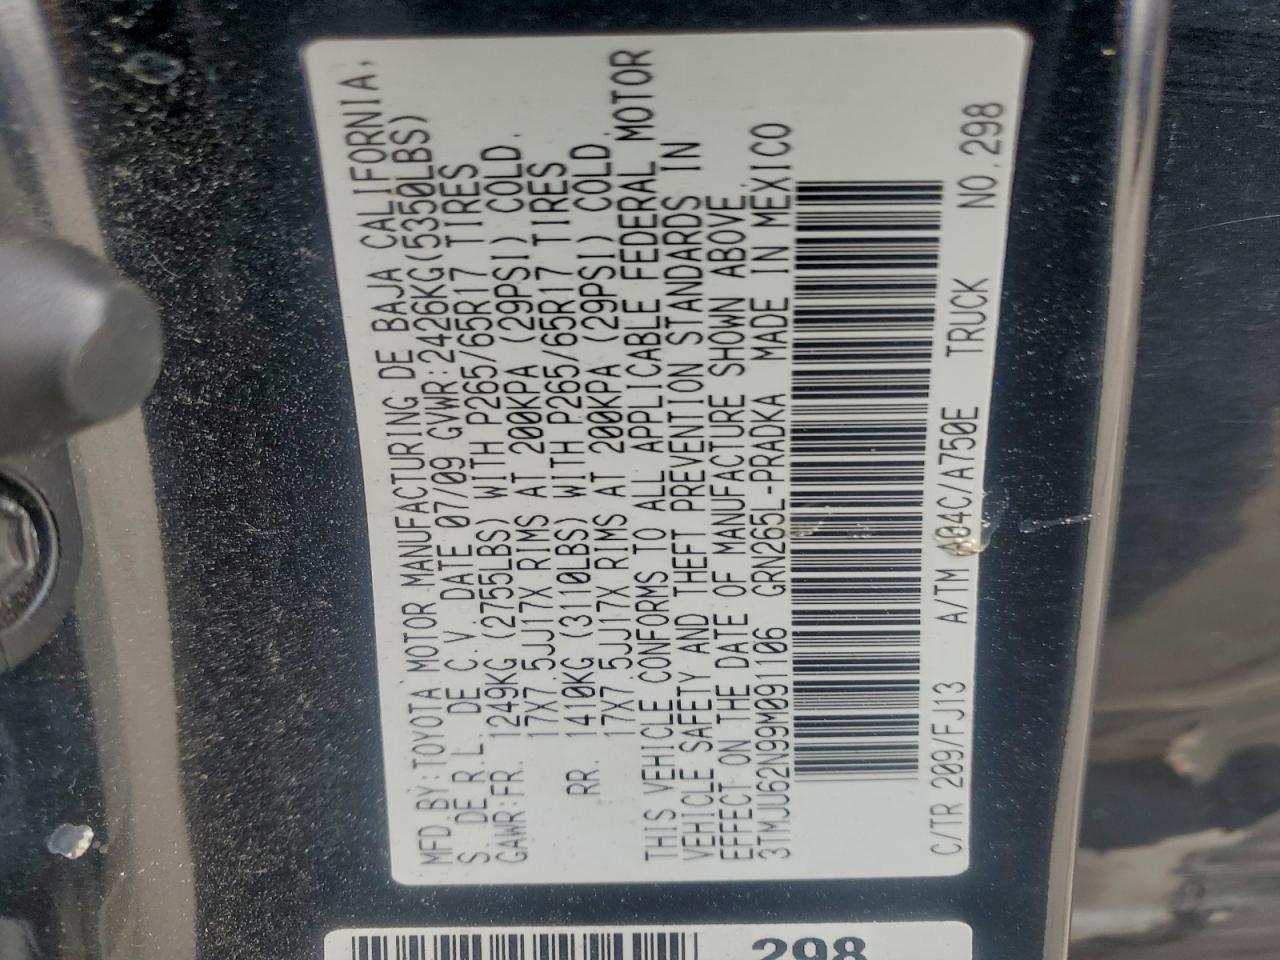 MFD.BY:TOYOTA MOTOR MANUFACTURING DE BAJA CALIFORNIA,
S. DE R.L. DE C.V. DATE 07/09 GVWR:2426KG(5350LBS)
GAWR:FR. 1249KG (2755LBS) WITH P265/65R17 TIRES
17X7.5JJ17X RIMS AT 200KPA (29PSI) COLD.
RR. 1410KG (3110LBS) WITH P265/65R17 TIRES
17X7.5JJ17X RIMS AT 200KPA (29PSI) COLD
THIS VEHICLE CONFORMS TO ALL APPLICABLE FEDERAL MOTOR
VEHICLE SAFETY AND THEFT PREVENTION STANDARDS IN
EFFECT ON THE DATE OF MANUFACTURE SHOWN ABOVE.
3TMJU62N99M091106 GRN265L-PRADKA MADE IN MEXICO
C/TR 209/FJ13 A/TM A04C/A750E TRUCK NO.298
298